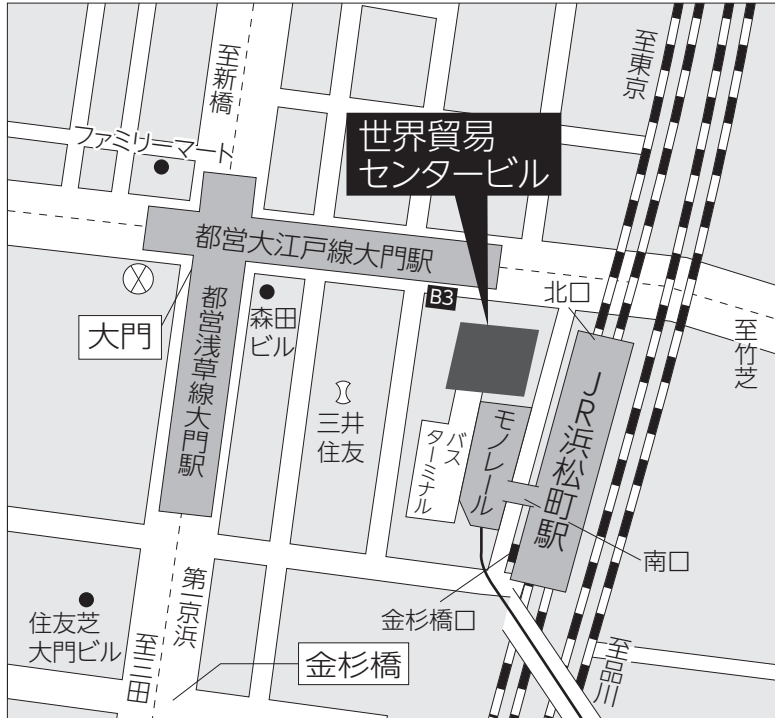 至新橋
至東京
ファミリーマート
世界貿易
センタービル
都営大江戸線大門駅
B3
北口
大門
都営浅草線大門駅
森田
ビル
至竹芝
三井
住友
バス
ターミナル
モノレール
JR浜松町駅
南口
金杉橋口
住友芝
大門ビル
第一京浜
至三田
金杉橋
至品川